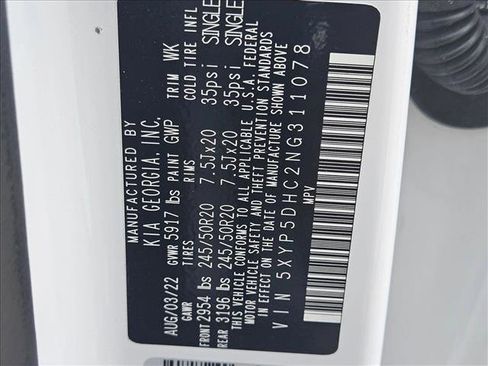 MANUFACTURED BY
KIA GEORGIA, INC.
AUG/03/22 GVWR 5917 lbs PAINT GWP TRIM WK
GAWR TIRES RIMS COLD TIRE INFL
FRONT 2954 lbs 245/50R20 7.5Jx20 35psi SINGLE
REAR 3196 lbs 245/50R20 7.5Jx20 35psi SINGLE
THIS VEHICLE CONFORMS TO ALL APPLICABLE U.S.A. FEDERAL
MOTOR VEHICLE SAFETY AND THEFT PREVENTION STANDARDS
IN EFFECT ON THE DATE OF MANUFACTURE SHOWN ABOVE
VIN 5XYP5DHC2NG311078
MPV